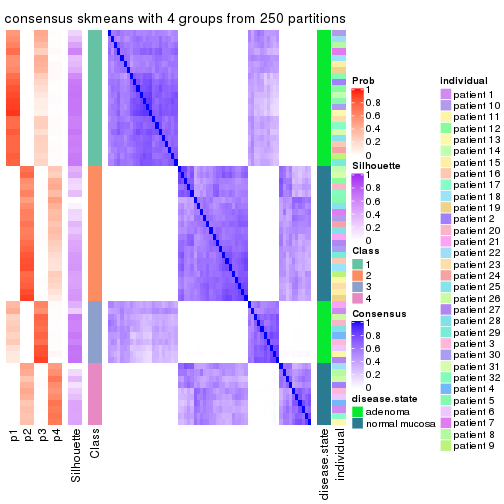 consensus skmeans with 4 groups from 250 partitions
p1
p2
p3
p4
Silhouette
Class
disease.state
individual
Prob
1
0.8
0.6
0.4
0.2
0
Silhouette
1
0.8
0.6
0.4
0.2
0
Class
1
2
3
4
Consensus
1
0.8
0.6
0.4
0.2
0
disease.state
adenoma
normal mucosa
individual
patient 1
patient 10
patient 11
patient 12
patient 13
patient 14
patient 15
patient 16
patient 17
patient 18
patient 19
patient 2
patient 20
patient 21
patient 22
patient 23
patient 24
patient 25
patient 26
patient 27
patient 28
patient 29
patient 3
patient 30
patient 31
patient 32
patient 4
patient 5
patient 6
patient 7
patient 8
patient 9